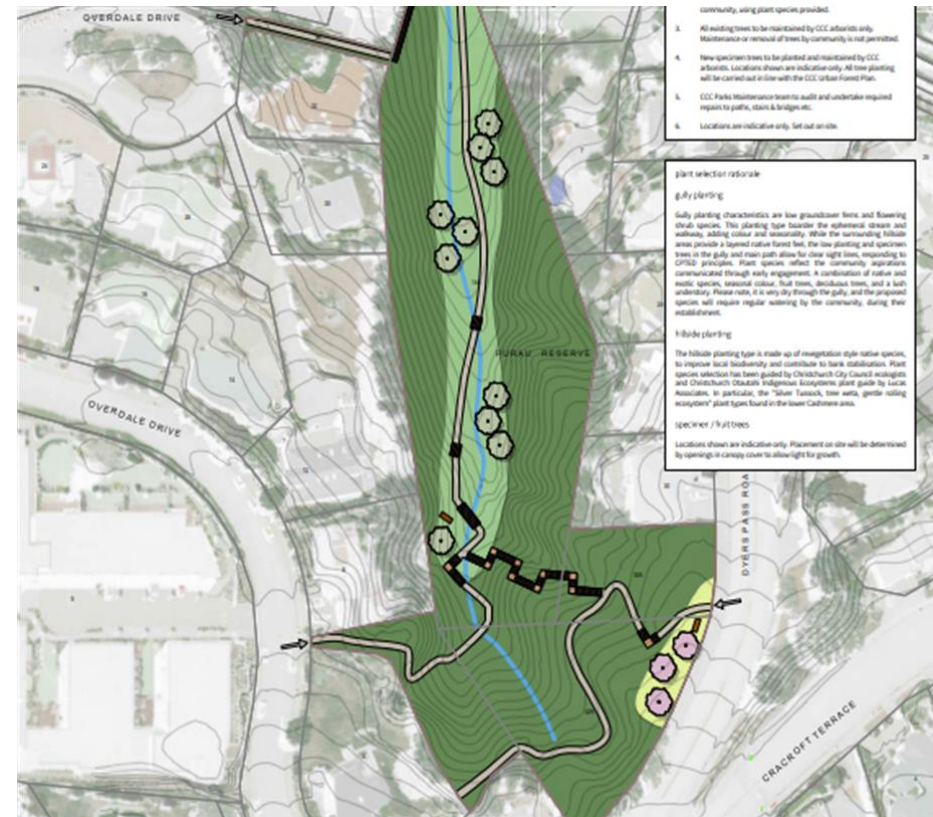 OVERDALE DRIVE
community, using plant species provided.
3. All existing trees to be maintained by CCC arborists only.
Maintenance or removal of trees by community is not permitted.
4. New specimen trees to be planted and maintained by CCC
arborists. Locations shown are indicative only. All tree planting
will be carried out in line with the CCC Urban Forest Plan.
5. CCC Parks Maintenance team to audit and undertake required
repairs to paths, stairs & bridges etc.
6. Locations are indicative only. Set out on site.
plant selection rationale
gully planting
Gully planting characteristics are low groundcover ferns and flowering
shrub species. This planting type boarder the ephemeral stream and
walkway, adding colour and seasonality. While the surrounding hillside
areas provide a layered native forest feel, the low planting and specimen
trees in the gully and main path allow for clear sight lines, responding to
CPTED principles. Plant species reflect the community aspirations
communicated through early engagement. A combination of native and
exotic species, seasonal colour, fruit trees, deciduous trees, and a lush
understory. Please note, it is very dry through the gully, and the proposed
species will require regular watering by the community, during their
establishment.
hillside planting
The hillside planting type is made up of revegetation style native species,
to improve local biodiversity and contribute to bank stabilisation. Plant
species selection has been guided by Christchurch City Council ecologists
and Christchurch Otautahi Indigenous Ecosystems plant guide by Lucas
Associates. In particular, the "Silver Tussock, tree weta, gentle rolling
ecosystem" plant types found in the lower Cashmere area.
specimen / fruit trees
Locations shown are indicative only. Placement on site will be determined
by openings in canopy cover to allow light for growth.
PURAU RESERVE
OVERDALE DRIVE
DYERS PASS ROA
CRACROFT TERRACE